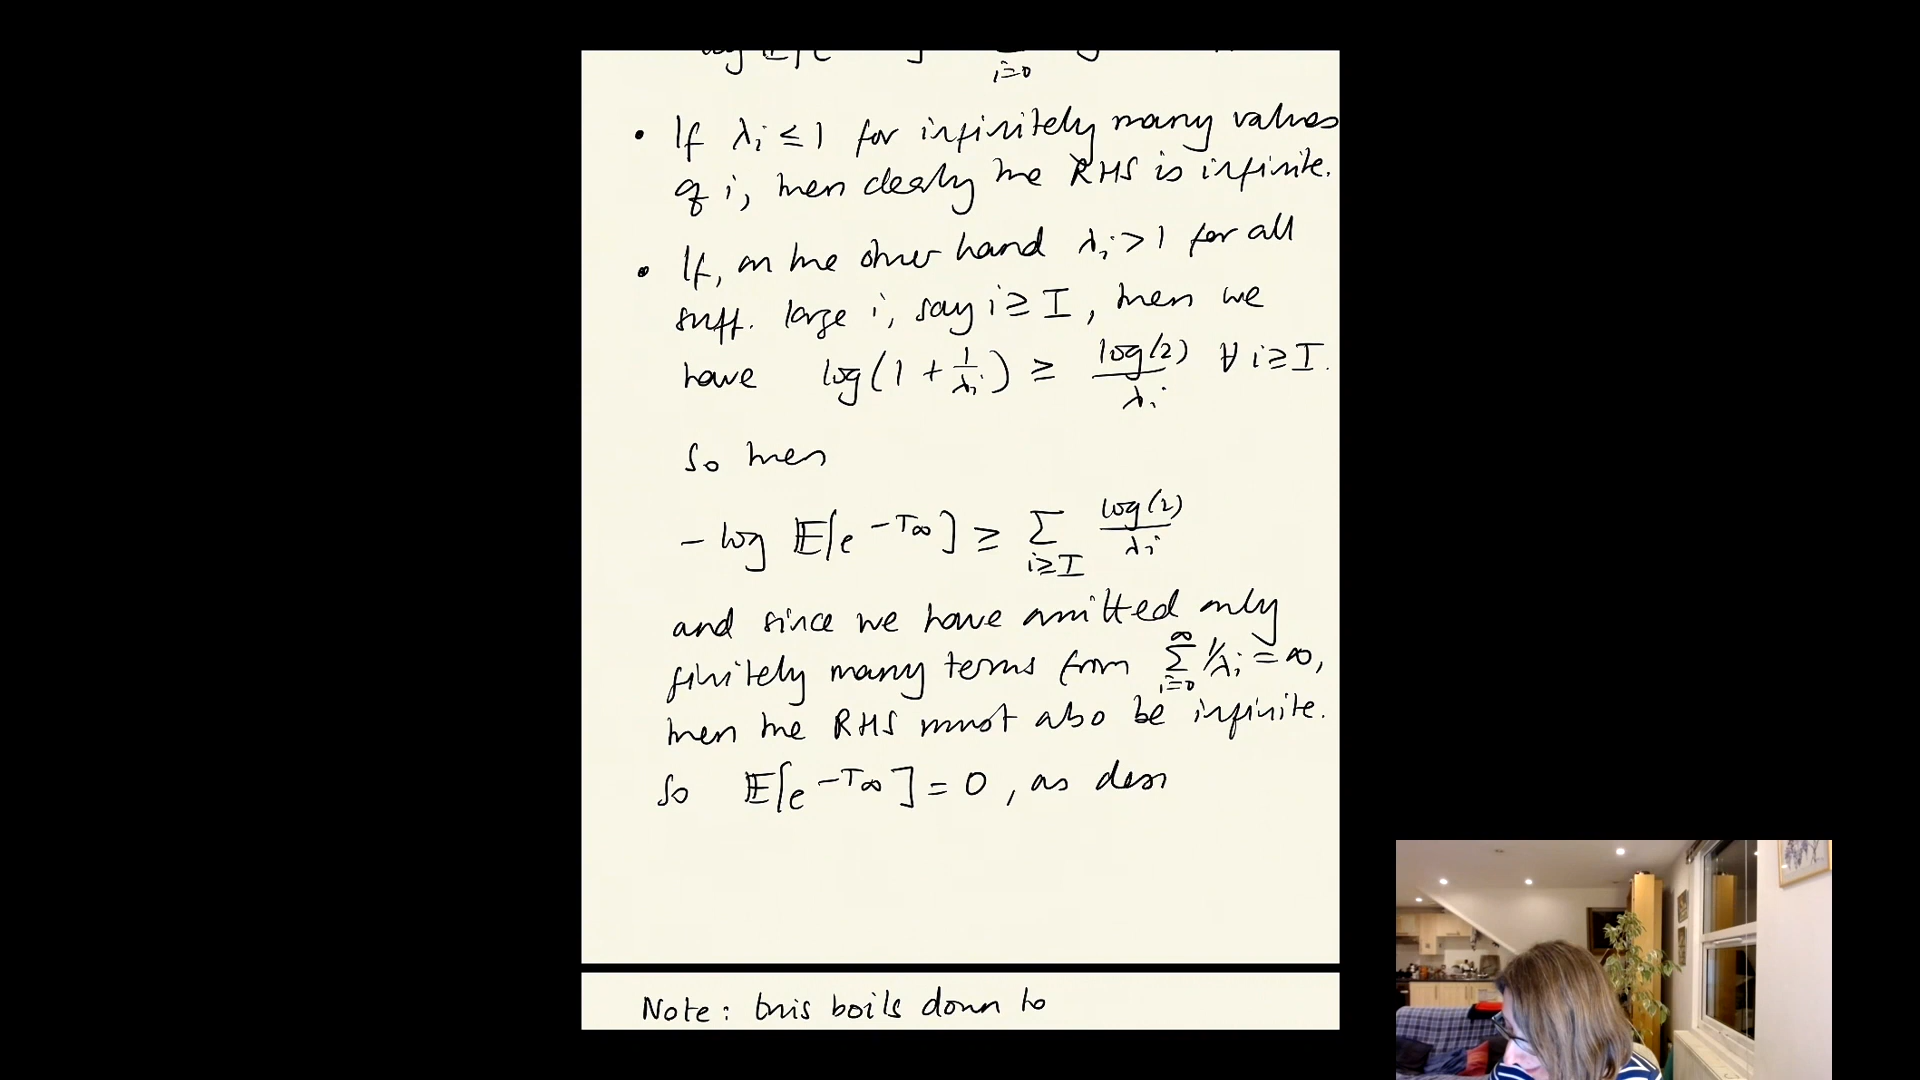 i=0
• If λi ≤ 1 for infinitely many values
of i, then clearly the RHS is infinite.
• If, on the other hand λi > 1 for all
suff. large i, say i ≥ I, then we
have log(1 + 1/λi) ≥ log(2)/λi ∀ i ≥ I.
So then
- log 𝔼[e^{-T∞}] ≥ ∑_{i≥I} log(2)/λi
and since we have omitted only
finitely many terms from ∑_{i=0}^∞ 1/λi = ∞,
then the RHS must also be infinite.
So 𝔼[e^{-T∞}] = 0, as desi
Note: this boils down to